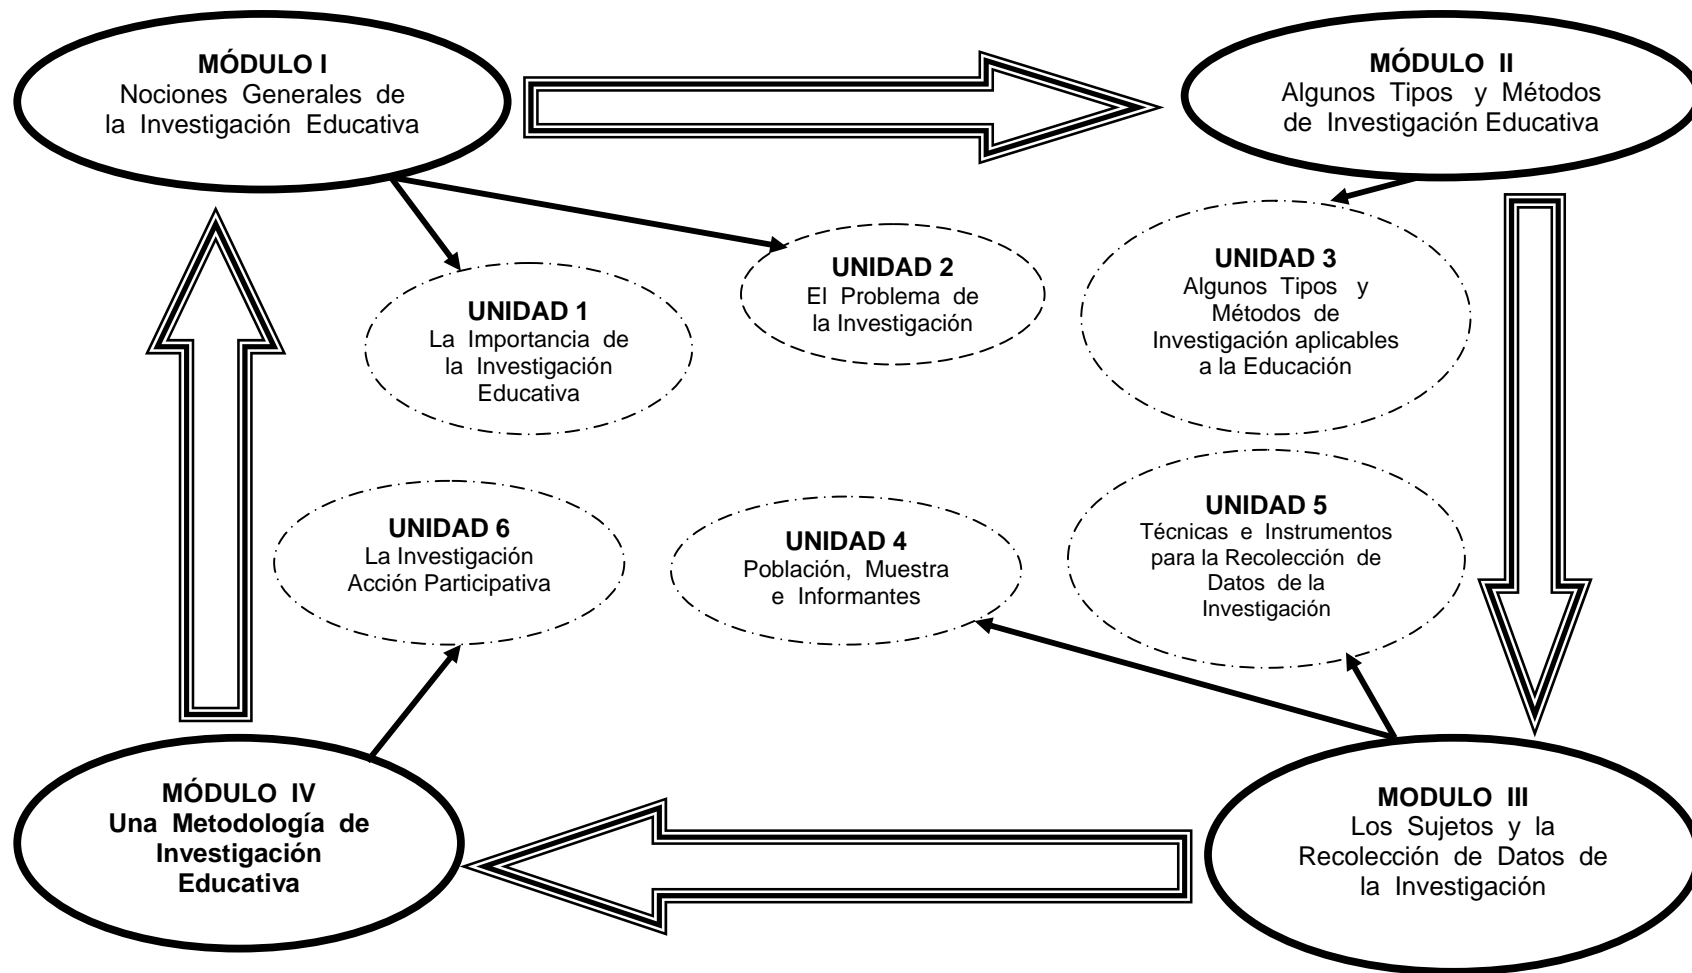 MÓDULO I
Nociones Generales de
la Investigación Educativa
MÓDULO II
Algunos Tipos y Métodos
de Investigación Educativa
UNIDAD 1
La Importancia de
la Investigación
Educativa
UNIDAD 2
El Problema de
la Investigación
UNIDAD 3
Algunos Tipos y
Métodos de
Investigación aplicables
a la Educación
UNIDAD 6
La Investigación
Acción Participativa
UNIDAD 4
Población, Muestra
e Informantes
UNIDAD 5
Técnicas e Instrumentos
para la Recolección de
Datos de la
Investigación
MÓDULO IV
Una Metodología de
Investigación
Educativa
MODULO III
Los Sujetos y la
Recolección de Datos de
la Investigación